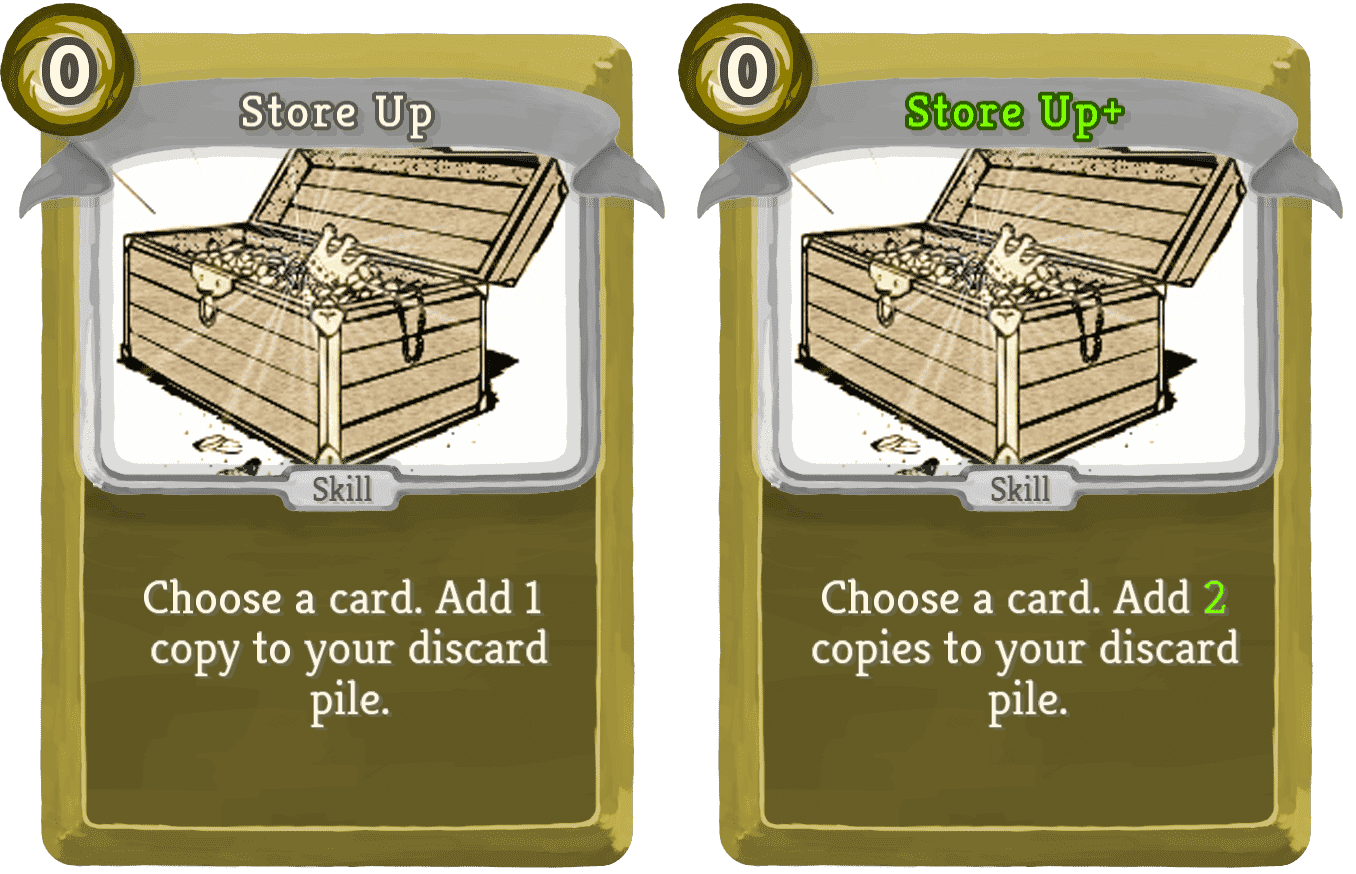 0
Store Up
Skill
Choose a card. Add 1
copy to your discard
pile.
0
Store Up+
Skill
Choose a card. Add 2
copies to your discard
pile.